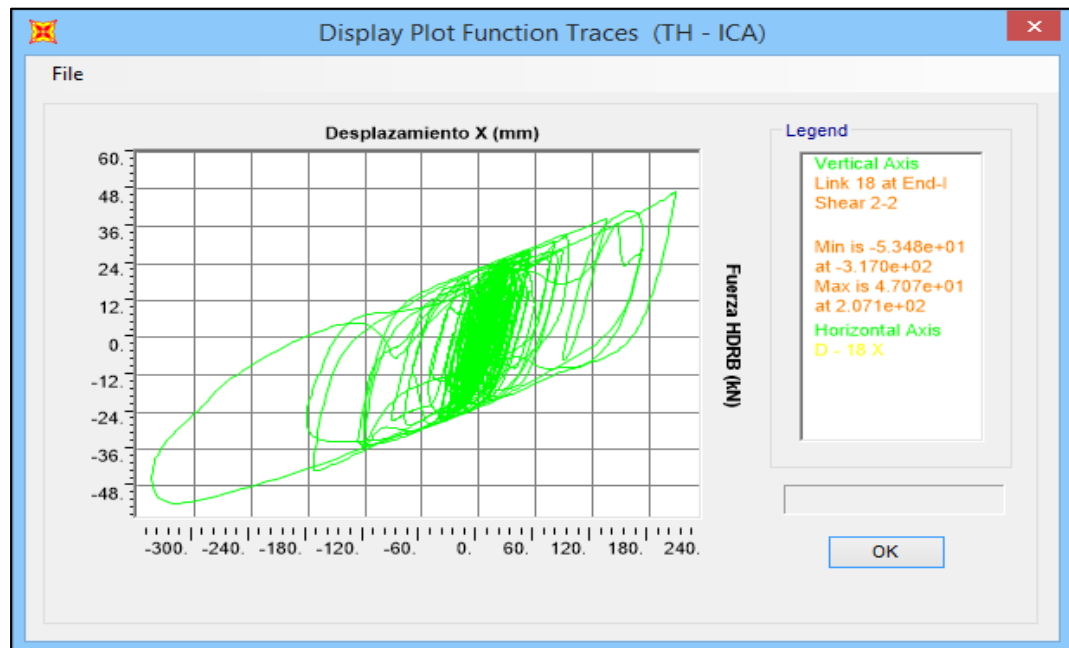 Display Plot Function Traces (TH - ICA)
File
Desplazamiento X (mm)
60.
48.
36.
24.
12.
0.
-12.
-24.
-36.
-48.
-300. -240. -180. -120. -60. 0. 60. 120. 180. 240.
Fuerza HDRB (kN)
Legend
Vertical Axis
Link 18 at End-I
Shear 2-2
Min is -5.348e+01
at -3.170e+02
Max is 4.707e+01
at 2.071e+02
Horizontal Axis
D - 18 X
OK